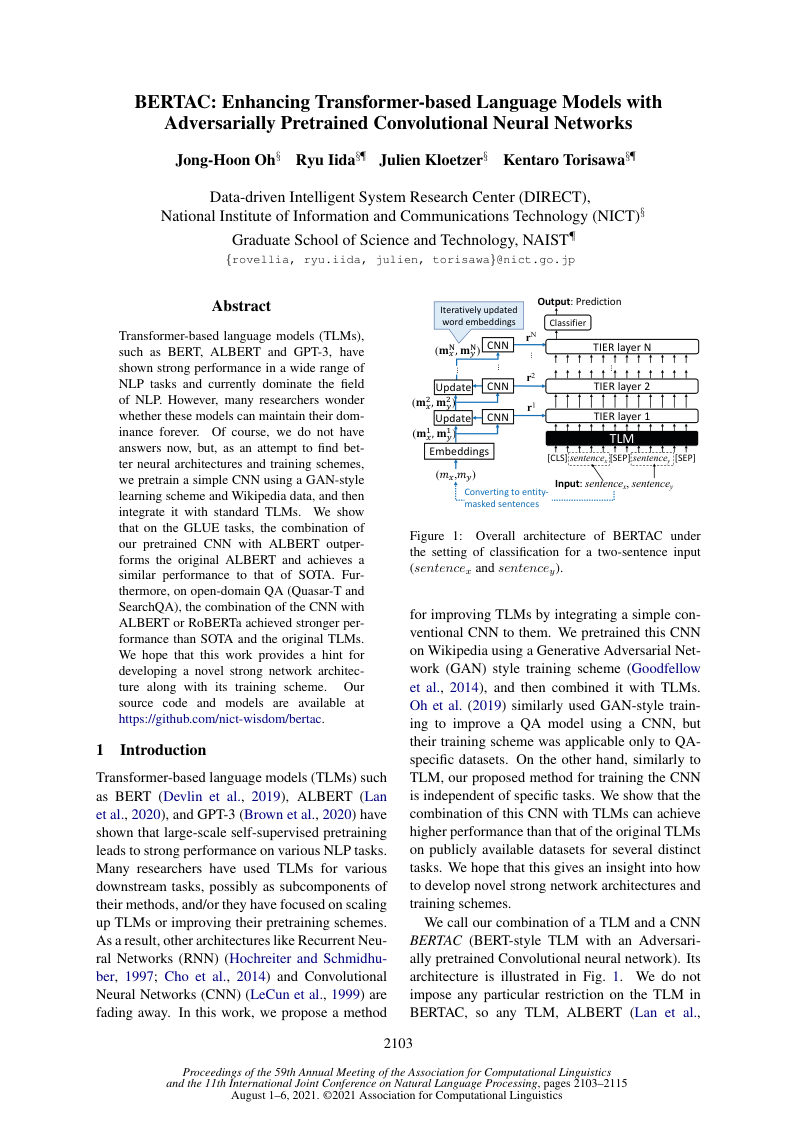 BERTAC: Enhancing Transformer-based Language Models with
Adversarially Pretrained Convolutional Neural Networks
Jong-Hoon Oh§ Ryu Iida§¶ Julien Kloetzer§ Kentaro Torisawa§¶
Data-driven Intelligent System Research Center (DIRECT),
National Institute of Information and Communications Technology (NICT)§
Graduate School of Science and Technology, NAIST¶
{rovellia, ryu.iida, julien, torisawa}@nict.go.jp
Abstract
Transformer-based language models (TLMs),
such as BERT, ALBERT and GPT-3, have
shown strong performance in a wide range of
NLP tasks and currently dominate the field
of NLP. However, many researchers wonder
whether these models can maintain their dom-
inance forever. Of course, we do not have
answers now, but, as an attempt to find bet-
ter neural architectures and training schemes,
we pretrain a simple CNN using a GAN-style
learning scheme and Wikipedia data, and then
integrate it with standard TLMs. We show
that on the GLUE tasks, the combination of
our pretrained CNN with ALBERT outper-
forms the original ALBERT and achieves a
similar performance to that of SOTA. Fur-
thermore, on open-domain QA (Quasar-T and
SearchQA), the combination of the CNN with
ALBERT or RoBERTa achieved stronger per-
formance than SOTA and the original TLMs.
We hope that this work provides a hint for
developing a novel strong network architec-
ture along with its training scheme. Our
source code and models are available at
https://github.com/nict-wisdom/bertac.
1 Introduction
Transformer-based language models (TLMs) such
as BERT (Devlin et al., 2019), ALBERT (Lan
et al., 2020), and GPT-3 (Brown et al., 2020) have
shown that large-scale self-supervised pretraining
leads to strong performance on various NLP tasks.
Many researchers have used TLMs for various
downstream tasks, possibly as subcomponents of
their methods, and/or they have focused on scaling
up TLMs or improving their pretraining schemes.
As a result, other architectures like Recurrent Neu-
ral Networks (RNN) (Hochreiter and Schmidhu-
ber, 1997; Cho et al., 2014) and Convolutional
Neural Networks (CNN) (LeCun et al., 1999) are
fading away. In this work, we propose a method
Output: Prediction
Iteratively updated
word embeddings
Classifier
(m_x^N, m_y^N) CNN r^N TIER layer N
Update CNN r^2 TIER layer 2
(m_x^2, m_y^2)
Update CNN r^1 TIER layer 1
(m_x^1, m_y^1)
TLM
Embeddings
[CLS] sentence_x [SEP] sentence_y [SEP]
(m_x, m_y)
Input: sentence_x, sentence_y
Converting to entity-
masked sentences
Figure 1: Overall architecture of BERTAC under
the setting of classification for a two-sentence input
(sentence_x and sentence_y).
for improving TLMs by integrating a simple con-
ventional CNN to them. We pretrained this CNN
on Wikipedia using a Generative Adversarial Net-
work (GAN) style training scheme (Goodfellow
et al., 2014), and then combined it with TLMs.
Oh et al. (2019) similarly used GAN-style train-
ing to improve a QA model using a CNN, but
their training scheme was applicable only to QA-
specific datasets. On the other hand, similarly to
TLM, our proposed method for training the CNN
is independent of specific tasks. We show that the
combination of this CNN with TLMs can achieve
higher performance than that of the original TLMs
on publicly available datasets for several distinct
tasks. We hope that this gives an insight into how
to develop novel strong network architectures and
training schemes.
We call our combination of a TLM and a CNN
BERTAC (BERT-style TLM with an Adversari-
ally pretrained Convolutional neural network). Its
architecture is illustrated in Fig. 1. We do not
impose any particular restriction on the TLM in
BERTAC, so any TLM, ALBERT (Lan et al.,
2103
Proceedings of the 59th Annual Meeting of the Association for Computational Linguistics
and the 11th International Joint Conference on Natural Language Processing, pages 2103–2115
August 1–6, 2021. ©2021 Association for Computational Linguistics